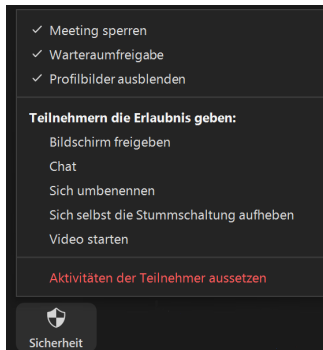 Meeting sperren
Warteraumfreigabe
Profilbilder ausblenden
Teilnehmern die Erlaubnis geben:
Bildschirm freigeben
Chat
Sich umbenennen
Sich selbst die Stummschaltung aufheben
Video starten
Aktivitäten der Teilnehmer aussetzen
Sicherheit